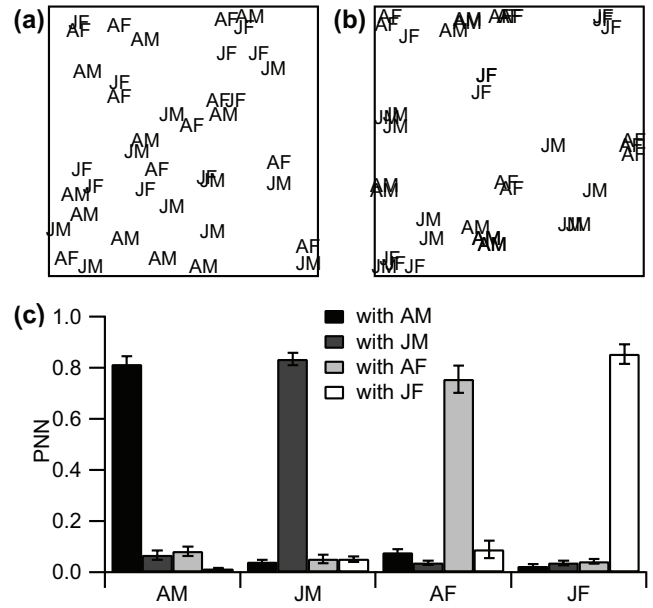 (a)
JF AF AM
AF AF JF
AM
JF JF
AM JM
JF
AF AF JF
JM AM
AF
AM
JM
JF AF AF
JF JM
JF JF JM
AM
AM JM
JM JM
AM
AF
AF AM JM
JM AM
(b)
AF AM AF AF JF
AF AM JF
JF AM
JF
JF
JM JM
JM
AF
JM AF
AF
AM AF
AM AF JM
JM
AM JM JM
JM AM
AM
JF
JM JF JF
(c)
1.0
0.8
0.6
0.4
0.2
0.0
PNN
with AM
with JM
with AF
with JF
AM JM AF JF